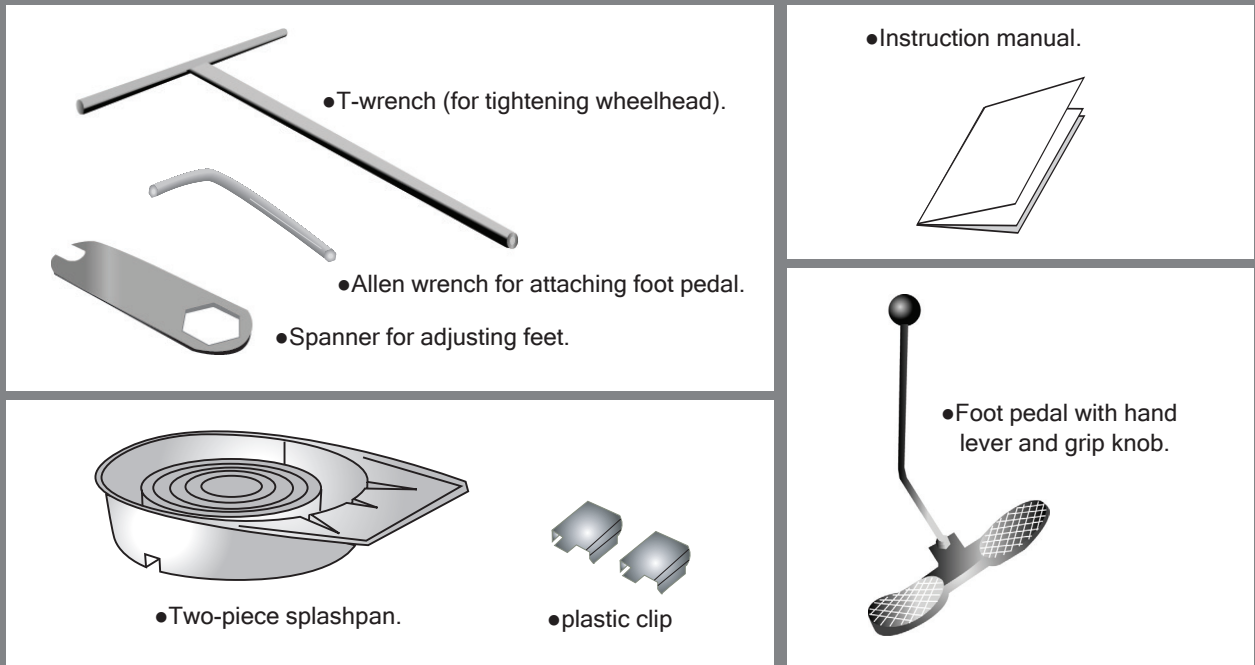 ●T-wrench (for tightening wheelhead).
●Allen wrench for attaching foot pedal.
●Spanner for adjusting feet.
●Instruction manual.
●Two-piece splashpan.
●plastic clip
●Foot pedal with hand
lever and grip knob.